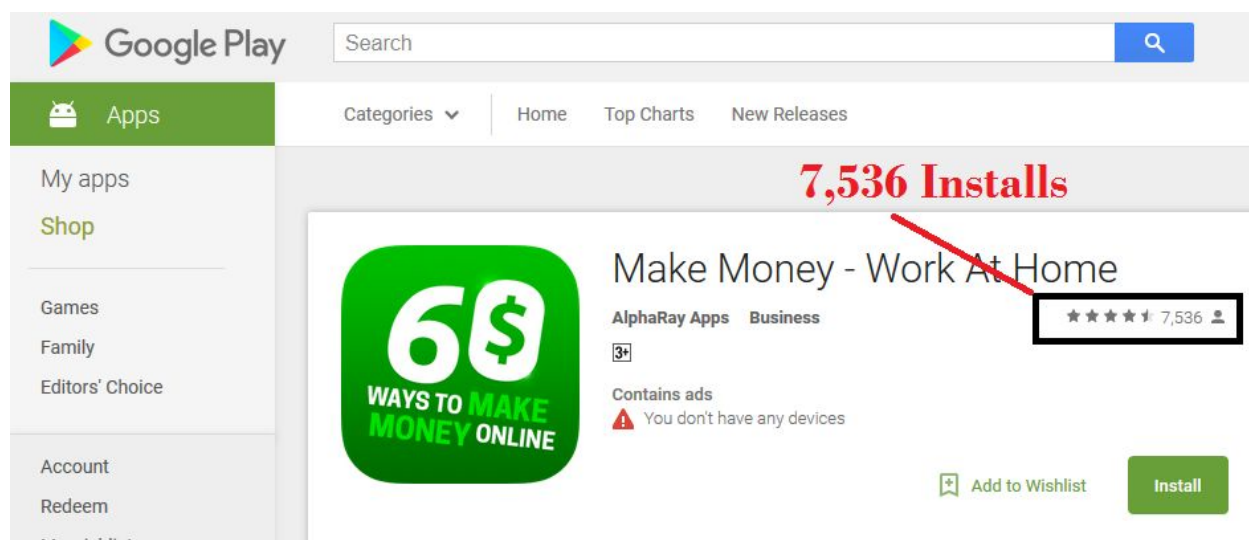 Google Play
Search
Apps
Categories
Home
Top Charts
New Releases
My apps
Shop
7,536 Installs
Games
Family
Editors' Choice
Account
Redeem
6$
WAYS TO MAKE
MONEY ONLINE
Make Money - Work At Home
AlphaRay Apps Business
7,536
3+
Contains ads
You don't have any devices
Add to Wishlist
Install